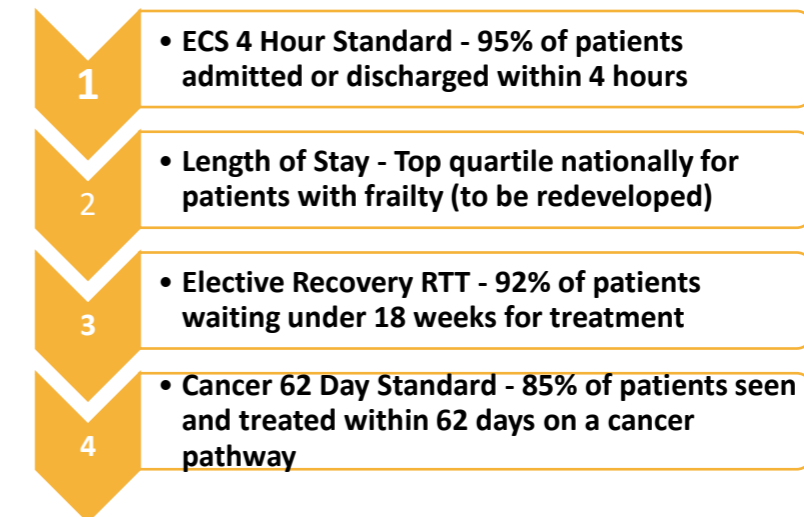 1
• ECS 4 Hour Standard - 95% of patients
admitted or discharged within 4 hours
2
• Length of Stay - Top quartile nationally for
patients with frailty (to be redeveloped)
3
• Elective Recovery RTT - 92% of patients
waiting under 18 weeks for treatment
4
• Cancer 62 Day Standard - 85% of patients seen
and treated within 62 days on a cancer
pathway